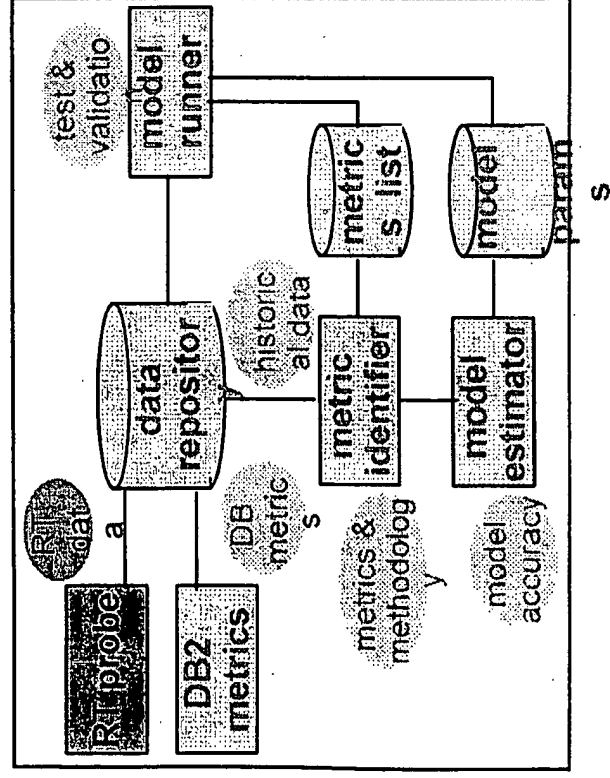 RT probe
RT
dat
a
DB2
metrics
DB
metric
s
data
repositor
y
historic
al data
test &
validatio
model
runner
metrics &
methodolog
y
metric
identifier
metric
s list
model
accuracy
model
estimator
model
param
s